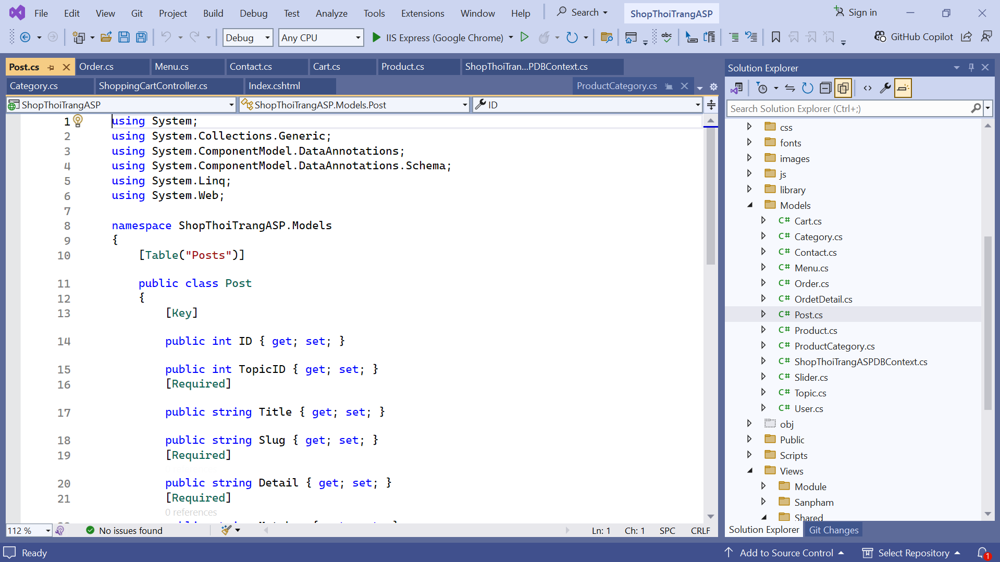 File Edit View Git Project Build Debug Test Analyze Tools Extensions Window Help Search ShopThoiTrangASP Sign in
Debug Any CPU IIS Express (Google Chrome) abc GitHub Copilot
Post.cs Order.cs Menu.cs Contact.cs Cart.cs Product.cs ShopThoiTran...PDBContext.cs
Category.cs ShoppingCartController.cs Index.cshtml ProductCategory.cs
ShopThoiTrangASP ShopThoiTrangASP.Models.Post ID
1 using System;
2 using System.Collections.Generic;
3 using System.ComponentModel.DataAnnotations;
4 using System.ComponentModel.DataAnnotations.Schema;
5 using System.Linq;
6 using System.Web;
7
8 namespace ShopThoiTrangASP.Models
9 {
10 [Table("Posts")]
11 public class Post
12 {
13 [Key]
14 public int ID { get; set; }
15 public int TopicID { get; set; }
16 [Required]
17 public string Title { get; set; }
18 public string Slug { get; set; }
19 [Required]
20 public string Detail { get; set; }
21 [Required]
0 references
112 % No issues found Ln: 1 Ch: 1 SPC CRLF
Solution Explorer
Search Solution Explorer (Ctrl+;)
css
fonts
images
js
library
Models
C# Cart.cs
C# Category.cs
C# Contact.cs
C# Menu.cs
C# Order.cs
C# OrdetDetail.cs
C# Post.cs
C# Product.cs
C# ProductCategory.cs
C# ShopThoiTrangASPDBContext.cs
C# Slider.cs
C# Topic.cs
C# User.cs
obj
Public
Scripts
Views
Module
Sanpham
Shared
Solution Explorer Git Changes
Ready Add to Source Control Select Repository 1